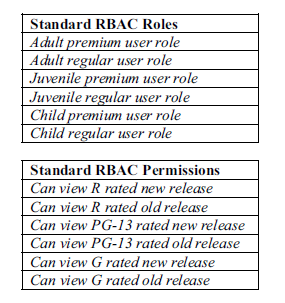 Standard RBAC Roles
Adult premium user role
Adult regular user role
Juvenile premium user role
Juvenile regular user role
Child premium user role
Child regular user role
Standard RBAC Permissions
Can view R rated new release
Can view R rated old release
Can view PG-13 rated new release
Can view PG-13 rated old release
Can view G rated new release
Can view G rated old release